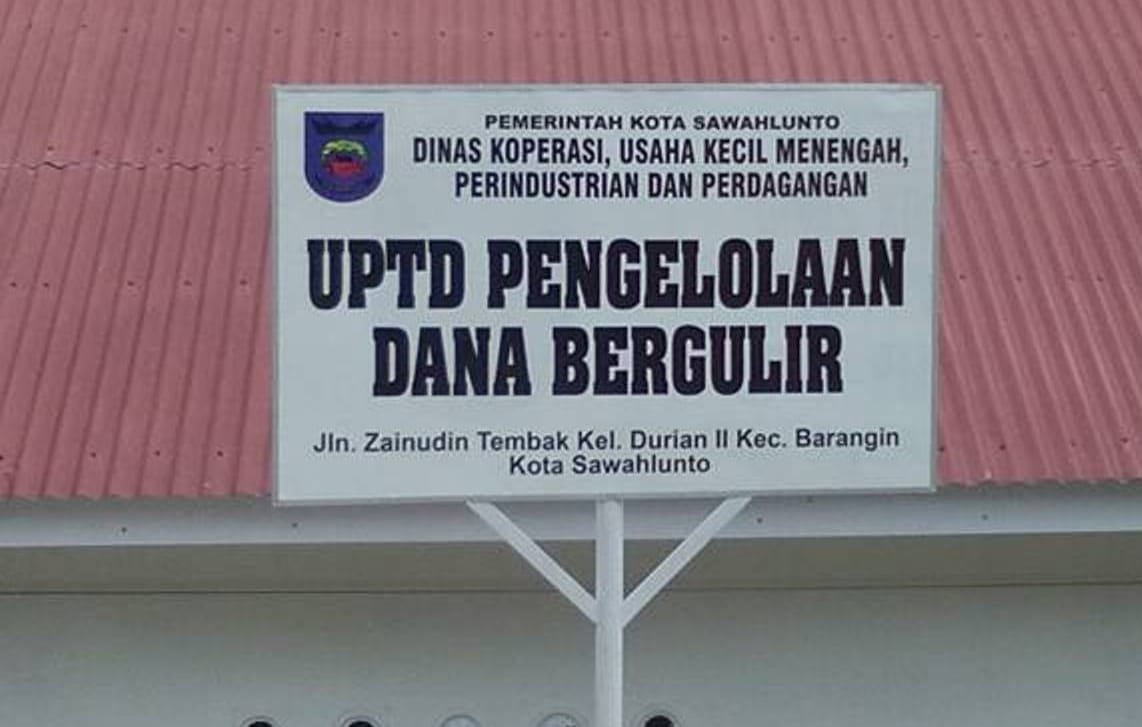 PEMERINTAH KOTA SAWAHLUNTO
DINAS KOPERASI, USAHA KECIL MENENGAH,
PERINDUSTRIAN DAN PERDAGANGAN
UPTD PENGELOLAAN
DANA BERGULIR
Jln. Zainudin Tembak Kel. Durian II Kec. Barangin
Kota Sawahlunto